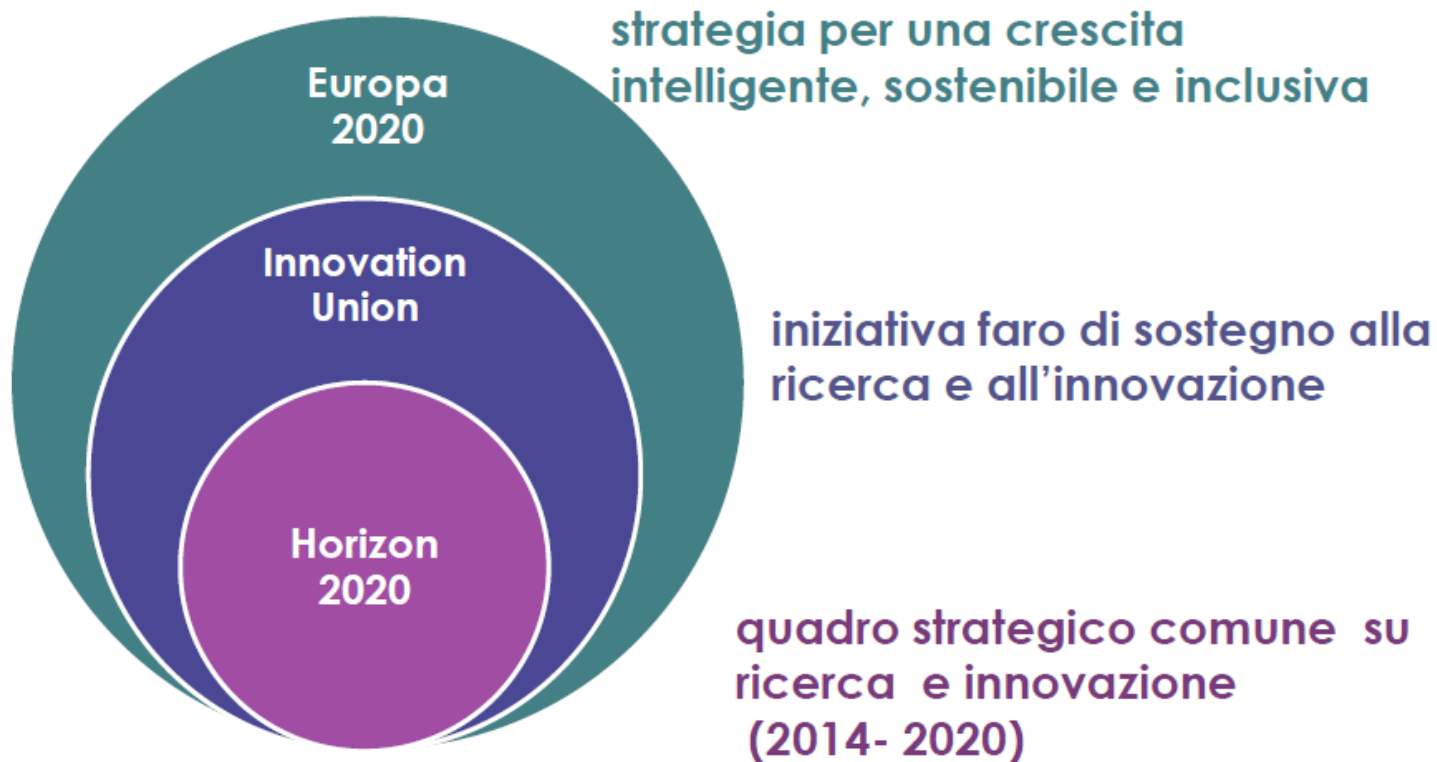 Europa
2020
strategia per una crescita
intelligente, sostenibile e inclusiva
Innovation
Union
iniziativa faro di sostegno alla
ricerca e all’innovazione
Horizon
2020
quadro strategico comune su
ricerca e innovazione
(2014- 2020)